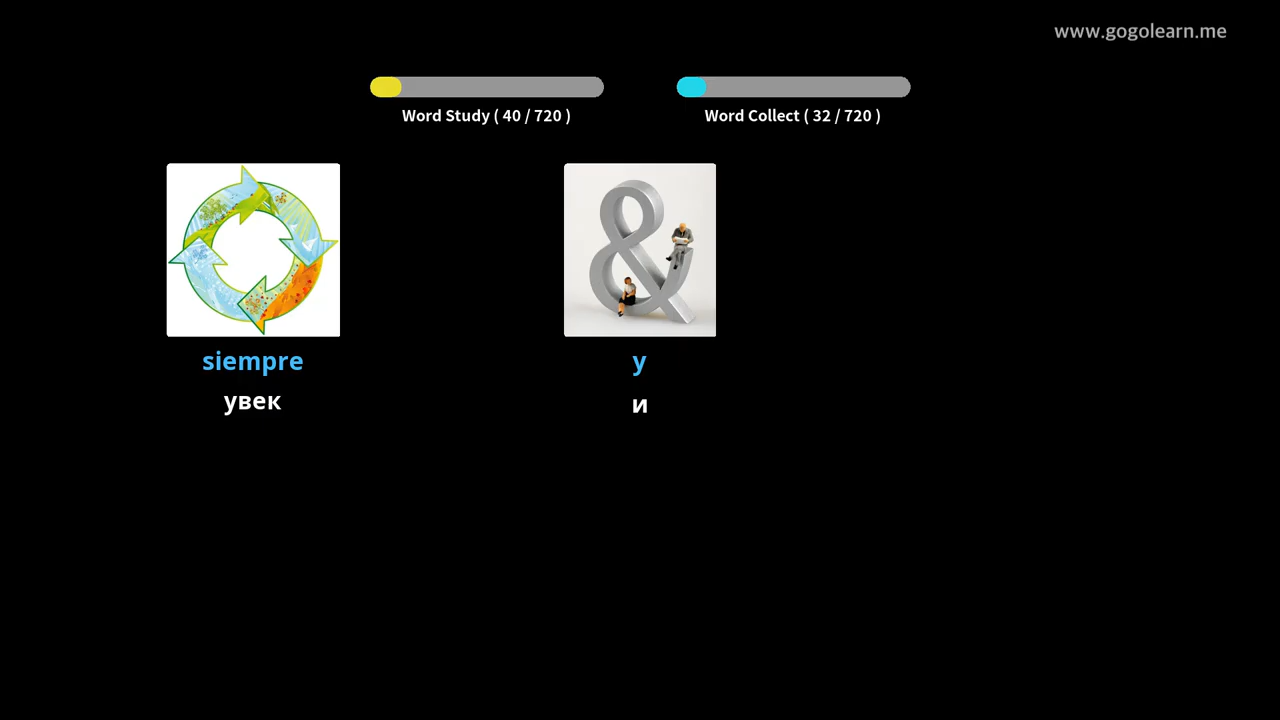 www.gogolearn.me
Word Study ( 40 / 720 )
Word Collect ( 32 / 720 )
&
siempre
y
увек
и